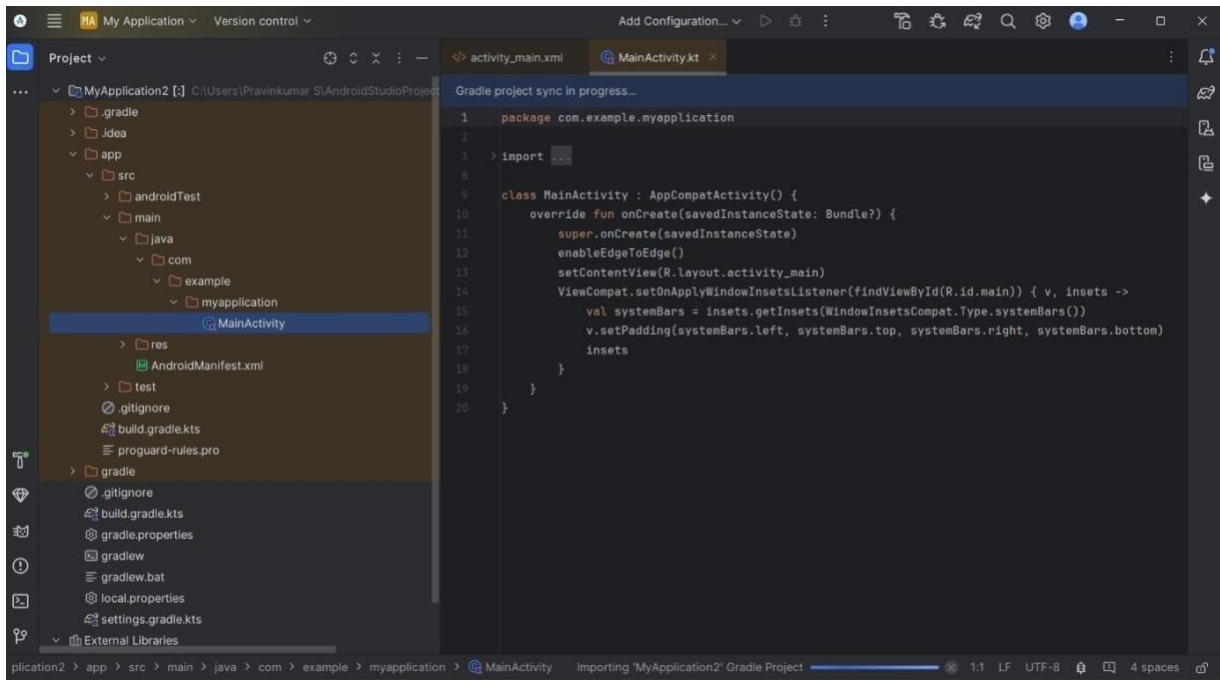 MA My Application Version control Add Configuration...
Project
activity_main.xml MainActivity.kt
MyApplication2 [:] C:\Users\Pravinkumar S\AndroidStudioProject
Gradle project sync in progress...
.gradle
.idea
app
src
androidTest
main
java
com
example
myapplication
MainActivity
res
AndroidManifest.xml
test
.gitignore
build.gradle.kts
proguard-rules.pro
gradle
.gitignore
build.gradle.kts
gradle.properties
gradlew
gradlew.bat
local.properties
settings.gradle.kts
External Libraries
1 package com.example.myapplication
2
3 import ...
8
9 class MainActivity : AppCompatActivity() {
10 override fun onCreate(savedInstanceState: Bundle?) {
11 super.onCreate(savedInstanceState)
12 enableEdgeToEdge()
13 setContentView(R.layout.activity_main)
14 ViewCompat.setOnApplyWindowInsetsListener(findViewById(R.id.main)) { v, insets ->
15 val systemBars = insets.getInsets(WindowInsetsCompat.Type.systemBars())
16 v.setPadding(systemBars.left, systemBars.top, systemBars.right, systemBars.bottom)
17 insets
18 }
19 }
20 }
plication2 > app > src > main > java > com > example > myapplication > MainActivity Importing 'MyApplication2' Gradle Project 1:1 LF UTF-8 4 spaces